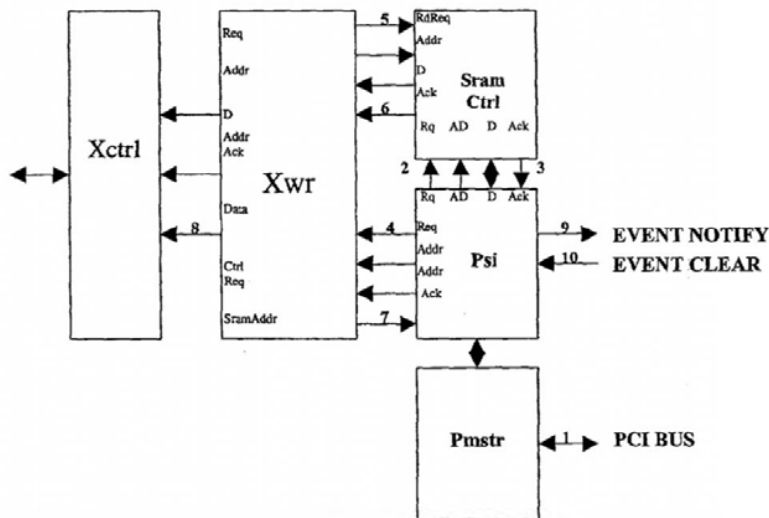 Xctrl
Req
Addr
D
Addr
Ack
Xwr
Data
8
Ctrl
Req
SramAddr
5
6
4
7
RdReq
Addr
D
Ack
Sram
Ctrl
Rq AD D Ack
2
3
Rq AD D Ack
Req
Addr
Addr
Ack
Psi
9 EVENT NOTIFY
10 EVENT CLEAR
Pmstr
1 PCI BUS